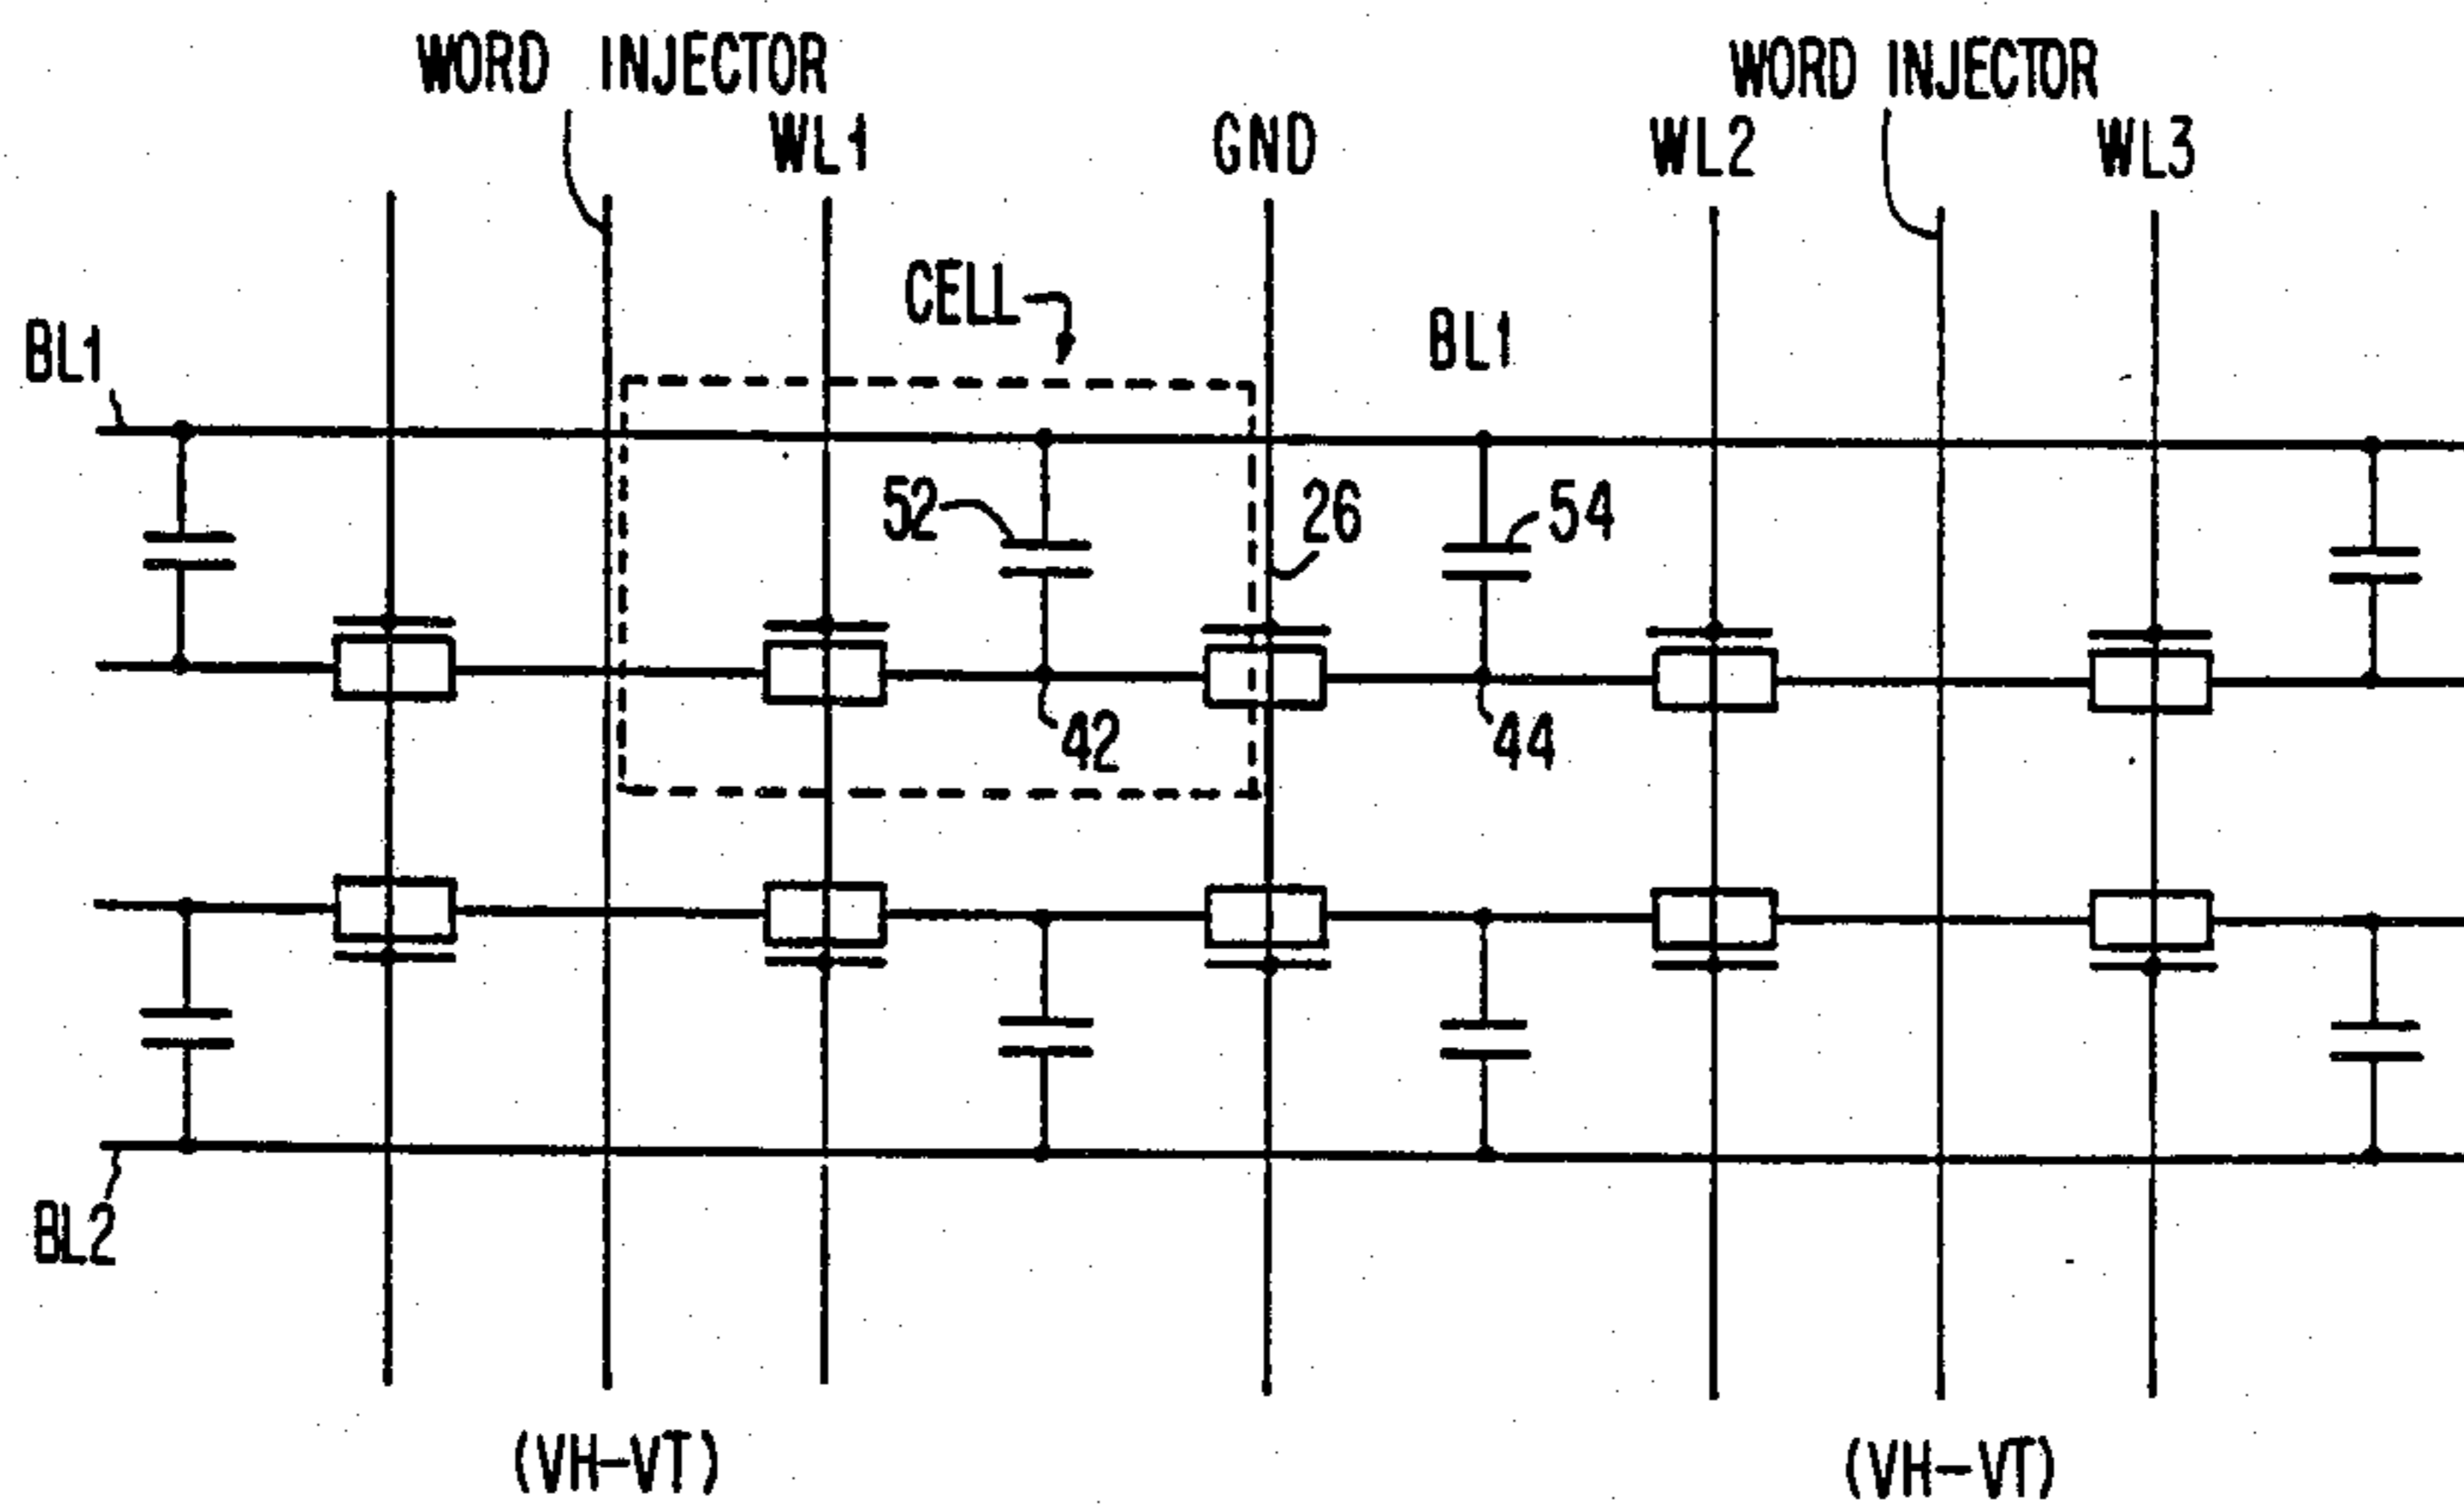 WORD INJECTOR
WORD INJECTOR
WL1
GND
WL2
WL3
CELL
BL1
BL1
52
26
54
42
44
BL2
(VH-VT)
(VH-VT)